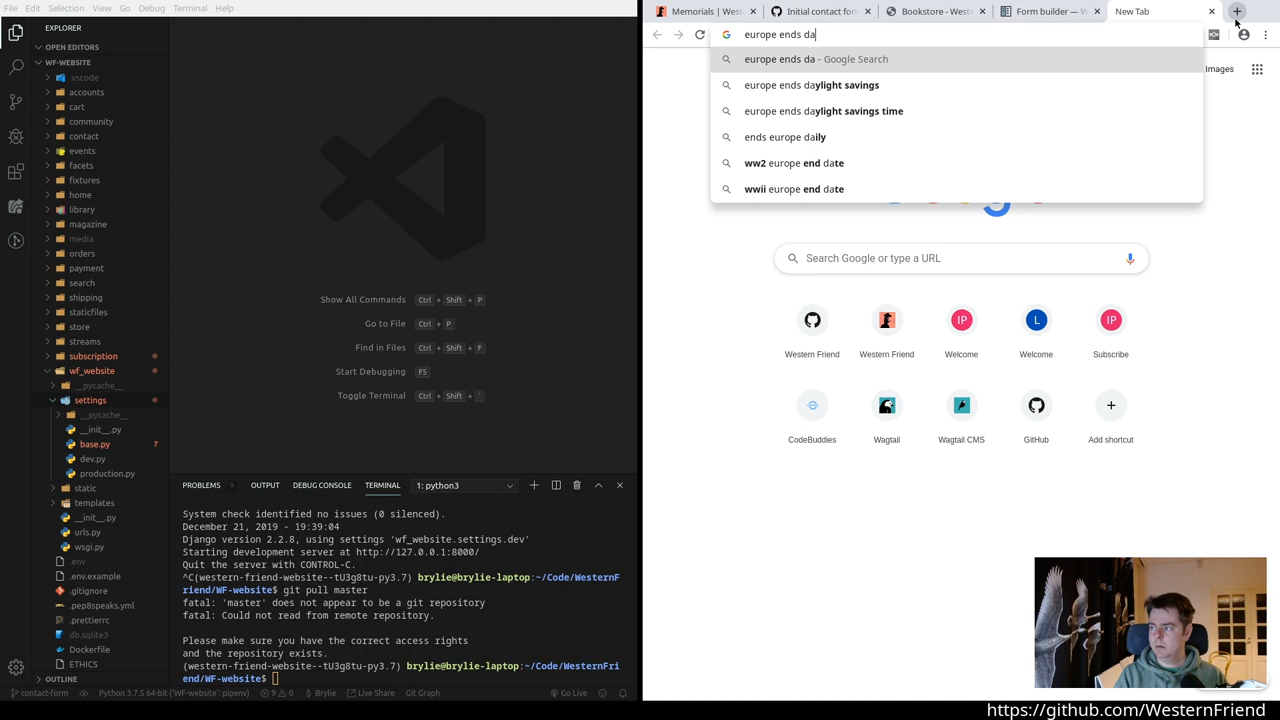 File Edit Selection View Go Debug Terminal Help
EXPLORER
OPEN EDITORS
WF-WEBSITE
.vscode
accounts
cart
community
contact
events
facets
fixtures
home
library
magazine
media
orders
payment
search
shipping
staticfiles
store
streams
subscription
wf_website
__pycache__
settings
__pycache__
__init__.py
base.py 7
dev.py
production.py
static
templates
__init__.py
urls.py
wsgi.py
.env
.env.example
.gitignore
.pep8speaks.yml
.prettierrc
db.sqlite3
Dockerfile
ETHICS
OUTLINE
Show All Commands Ctrl + Shift + P
Go to File Ctrl + P
Find in Files Ctrl + Shift + F
Start Debugging F5
Toggle Terminal Ctrl + Shift + `
PROBLEMS 9 OUTPUT DEBUG CONSOLE TERMINAL 1: python3
System check identified no issues (0 silenced).
December 21, 2019 - 19:39:04
Django version 2.2.8, using settings 'wf_website.settings.dev'
Starting development server at http://127.0.0.1:8000/
Quit the server with CONTROL-C.
^C(western-friend-website--tU3g8tu-py3.7) brylie@brylie-laptop:~/Code/WesternF
riend/WF-website$ git pull master
fatal: 'master' does not appear to be a git repository
fatal: Could not read from remote repository.
Please make sure you have the correct access rights
and the repository exists.
(western-friend-website--tU3g8tu-py3.7) brylie@brylie-laptop:~/Code/WesternFri
end/WF-website$
contact-form Python 3.7.5 64-bit ('WF-website': pipenv) 9 0 Brylie Live Share Git Graph Go Live
Memorials | West Initial contact form Bookstore - Weste Form builder — W New Tab
europe ends da
europe ends da - Google Search
europe ends daylight savings
europe ends daylight savings time
ends europe daily
ww2 europe end date
wwii europe end date
Images
Search Google or type a URL
Western Friend Western Friend Welcome Welcome Subscribe
IP L IP
CodeBuddies Wagtail Wagtail CMS GitHub Add shortcut
https://github.com/WesternFriend